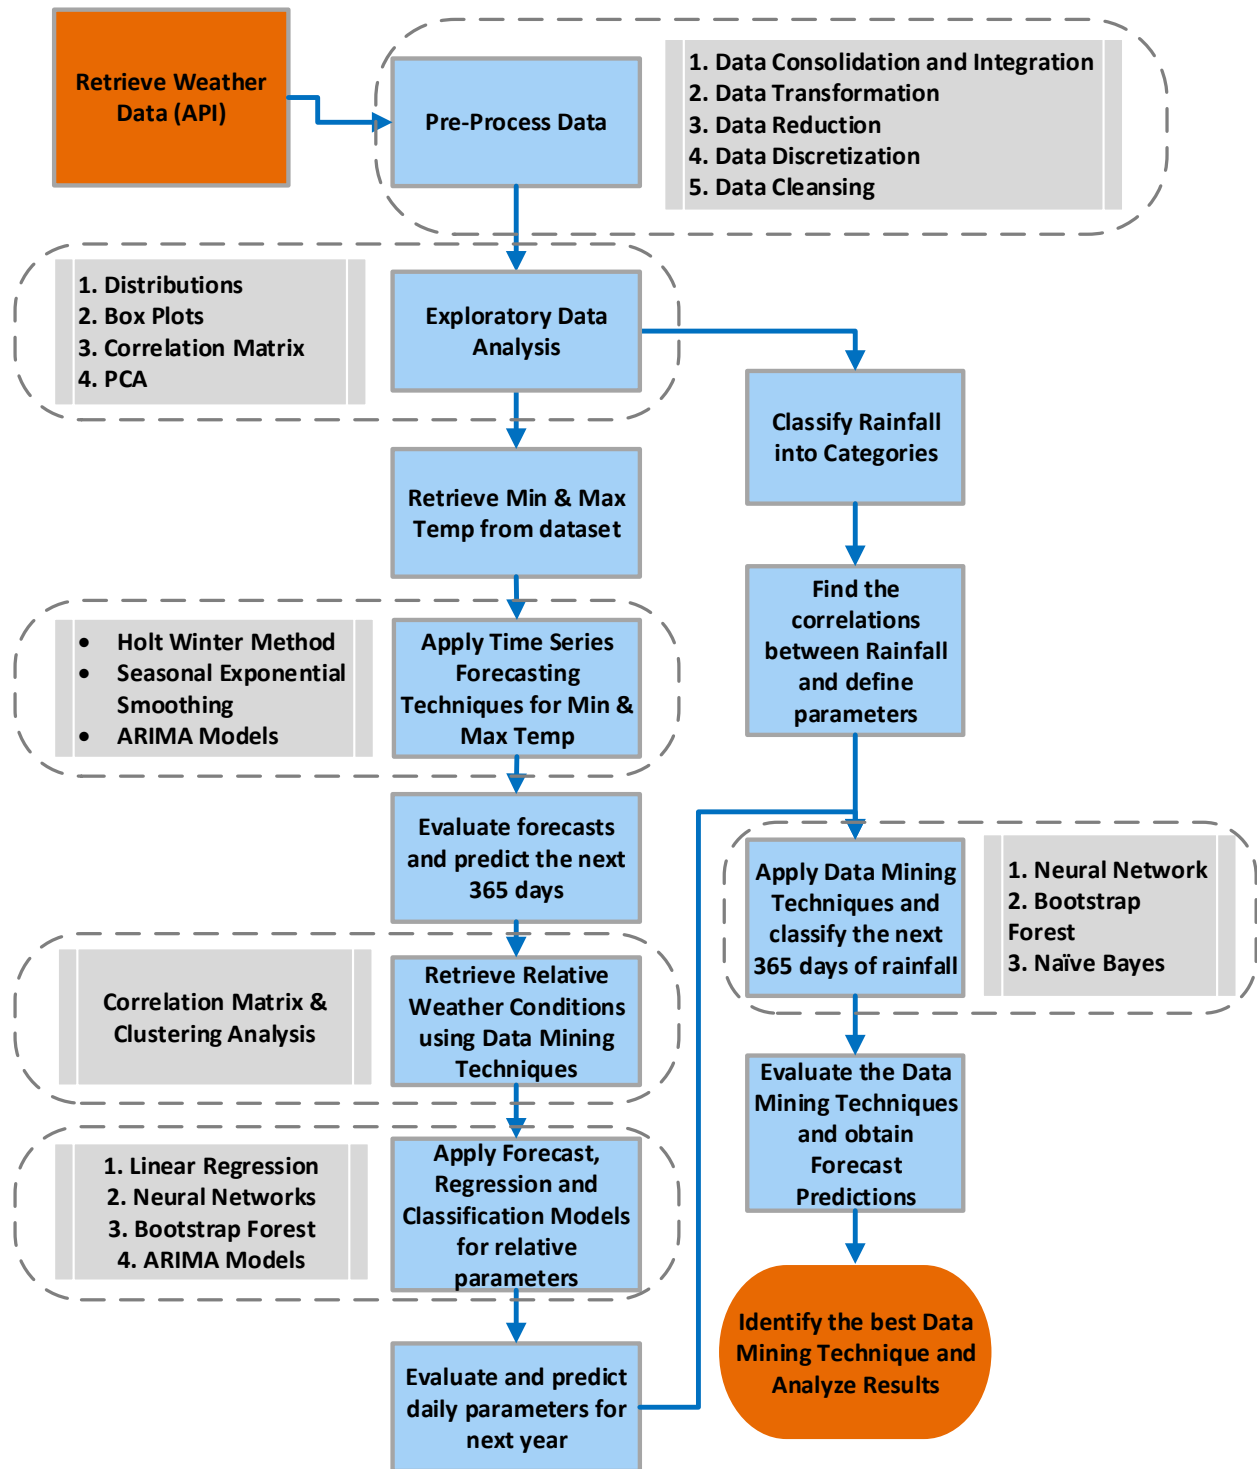 Retrieve Weather
Data (API)
Pre-Process Data
1. Data Consolidation and Integration
2. Data Transformation
3. Data Reduction
4. Data Discretization
5. Data Cleansing
1. Distributions
2. Box Plots
3. Correlation Matrix
4. PCA
Exploratory Data
Analysis
Classify Rainfall
into Categories
Retrieve Min & Max
Temp from dataset
Find the
correlations
between Rainfall
and define
parameters
• Holt Winter Method
• Seasonal Exponential
Smoothing
• ARIMA Models
Apply Time Series
Forecasting
Techniques for Min &
Max Temp
Evaluate forecasts
and predict the next
365 days
Apply Data Mining
Techniques and
classify the next
365 days of rainfall
1. Neural Network
2. Bootstrap
Forest
3. Naïve Bayes
Correlation Matrix &
Clustering Analysis
Retrieve Relative
Weather Conditions
using Data Mining
Techniques
Evaluate the Data
Mining Techniques
and obtain
Forecast
Predictions
1. Linear Regression
2. Neural Networks
3. Bootstrap Forest
4. ARIMA Models
Apply Forecast,
Regression and
Classification Models
for relative
parameters
Identify the best Data
Mining Technique and
Analyze Results
Evaluate and predict
daily parameters for
next year